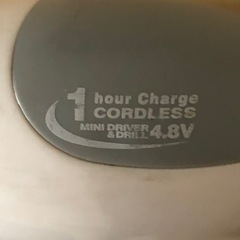 1 hour Charge
CORDLESS
MINI DRIVER
& DRILL 4.8V